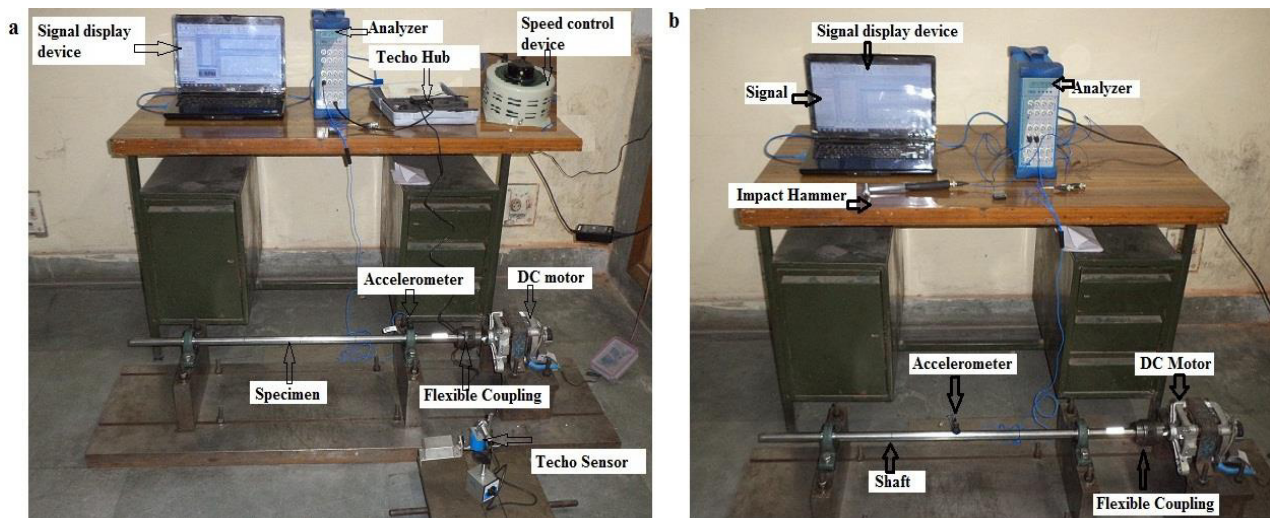 a
Signal display
device
Analyzer
Techo Hub
Speed control
device
Accelerometer
DC motor
Specimen
Flexible Coupling
Techo Sensor
b
Signal display device
Signal
Analyzer
Impact Hammer
Accelerometer
DC Motor
Shaft
Flexible Coupling